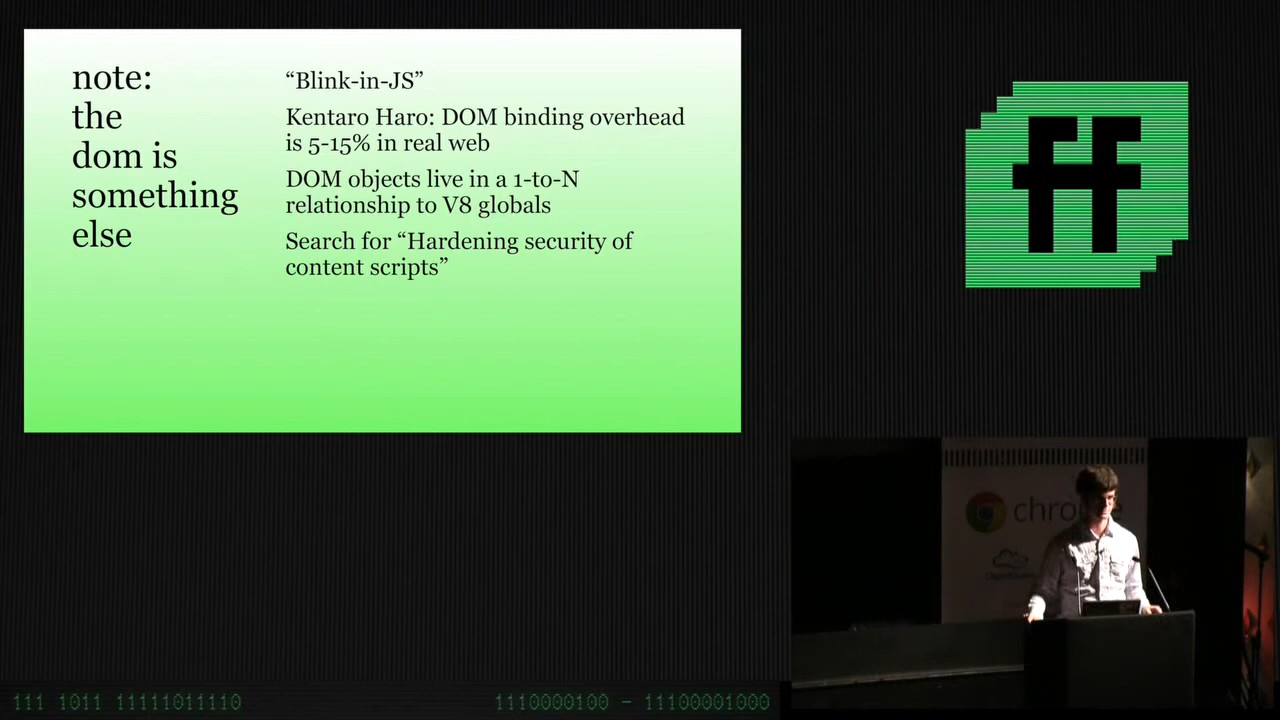 note:
the
dom is
something
else
“Blink-in-JS”
Kentaro Haro: DOM binding overhead
is 5-15% in real web
DOM objects live in a 1-to-N
relationship to V8 globals
Search for “Hardening security of
content scripts”
ff
chro
111 1011 11111011110
1110000100 - 11100001000